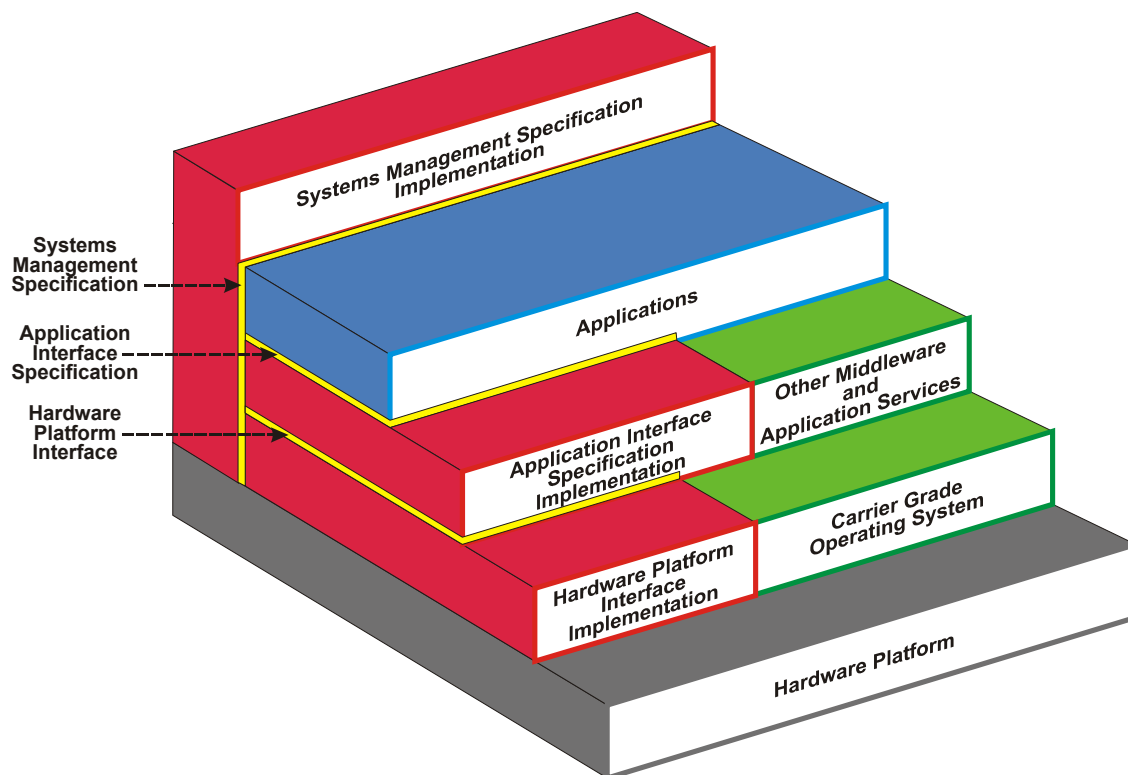 Systems Management Specification
Implementation
Systems
Management
Specification
Application
Interface
Specification
Hardware
Platform
Interface
Applications
Other Middleware
and
Application Services
Application Interface
Specification
Implementation
Carrier Grade
Operating System
Hardware Platform
Interface
Implementation
Hardware Platform